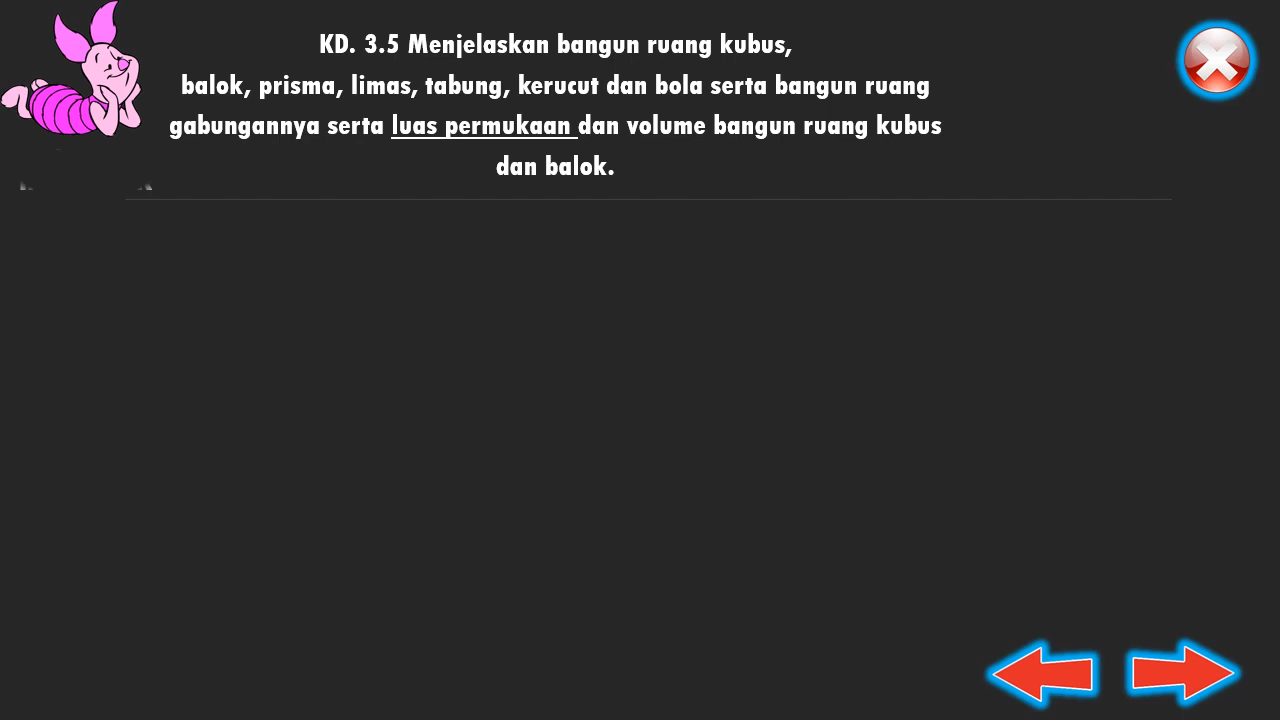 KD. 3.5 Menjelaskan bangun ruang kubus,
balok, prisma, limas, tabung, kerucut dan bola serta bangun ruang
gabungannya serta luas permukaan dan volume bangun ruang kubus
dan balok.